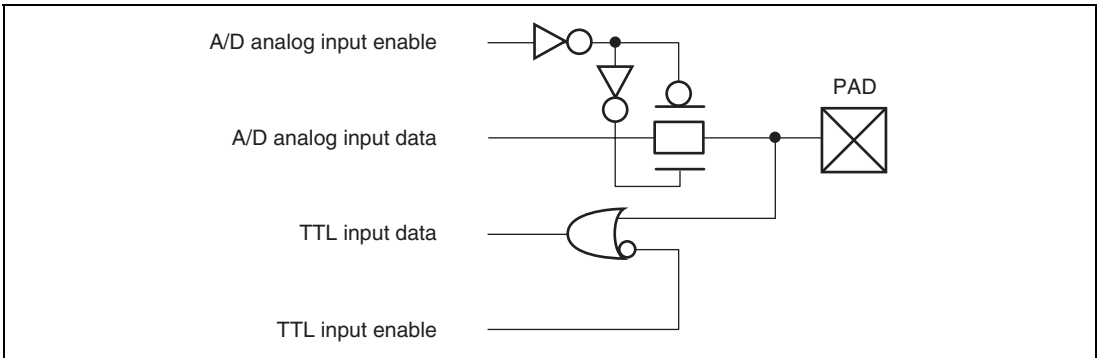 A/D analog input enable
PAD
A/D analog input data
TTL input data
TTL input enable